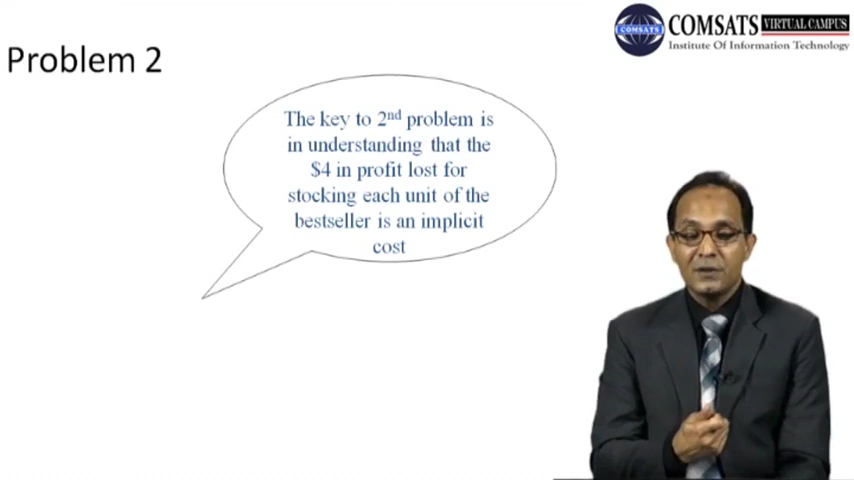 COMSATS VIRTUAL CAMPUS
COMSATS
Institute Of Information Technology
Problem 2
The key to 2nd problem is
in understanding that the
$4 in profit lost for
stocking each unit of the
bestseller is an implicit
cost